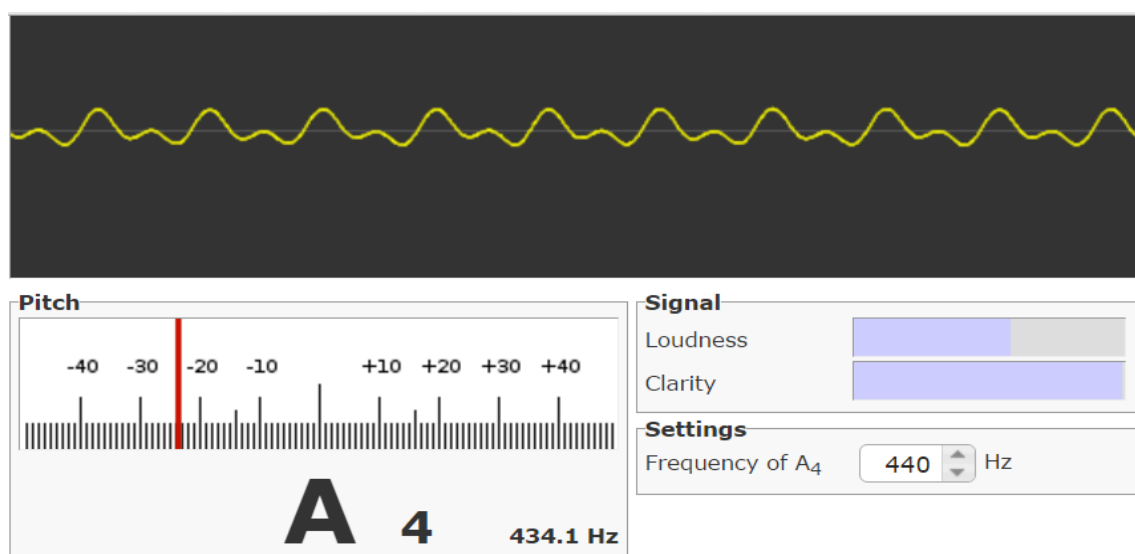 Pitch
-40 -30 -20 -10 +10 +20 +30 +40
A 4 434.1 Hz
Signal
Loudness
Clarity
Settings
Frequency of A4 440 Hz